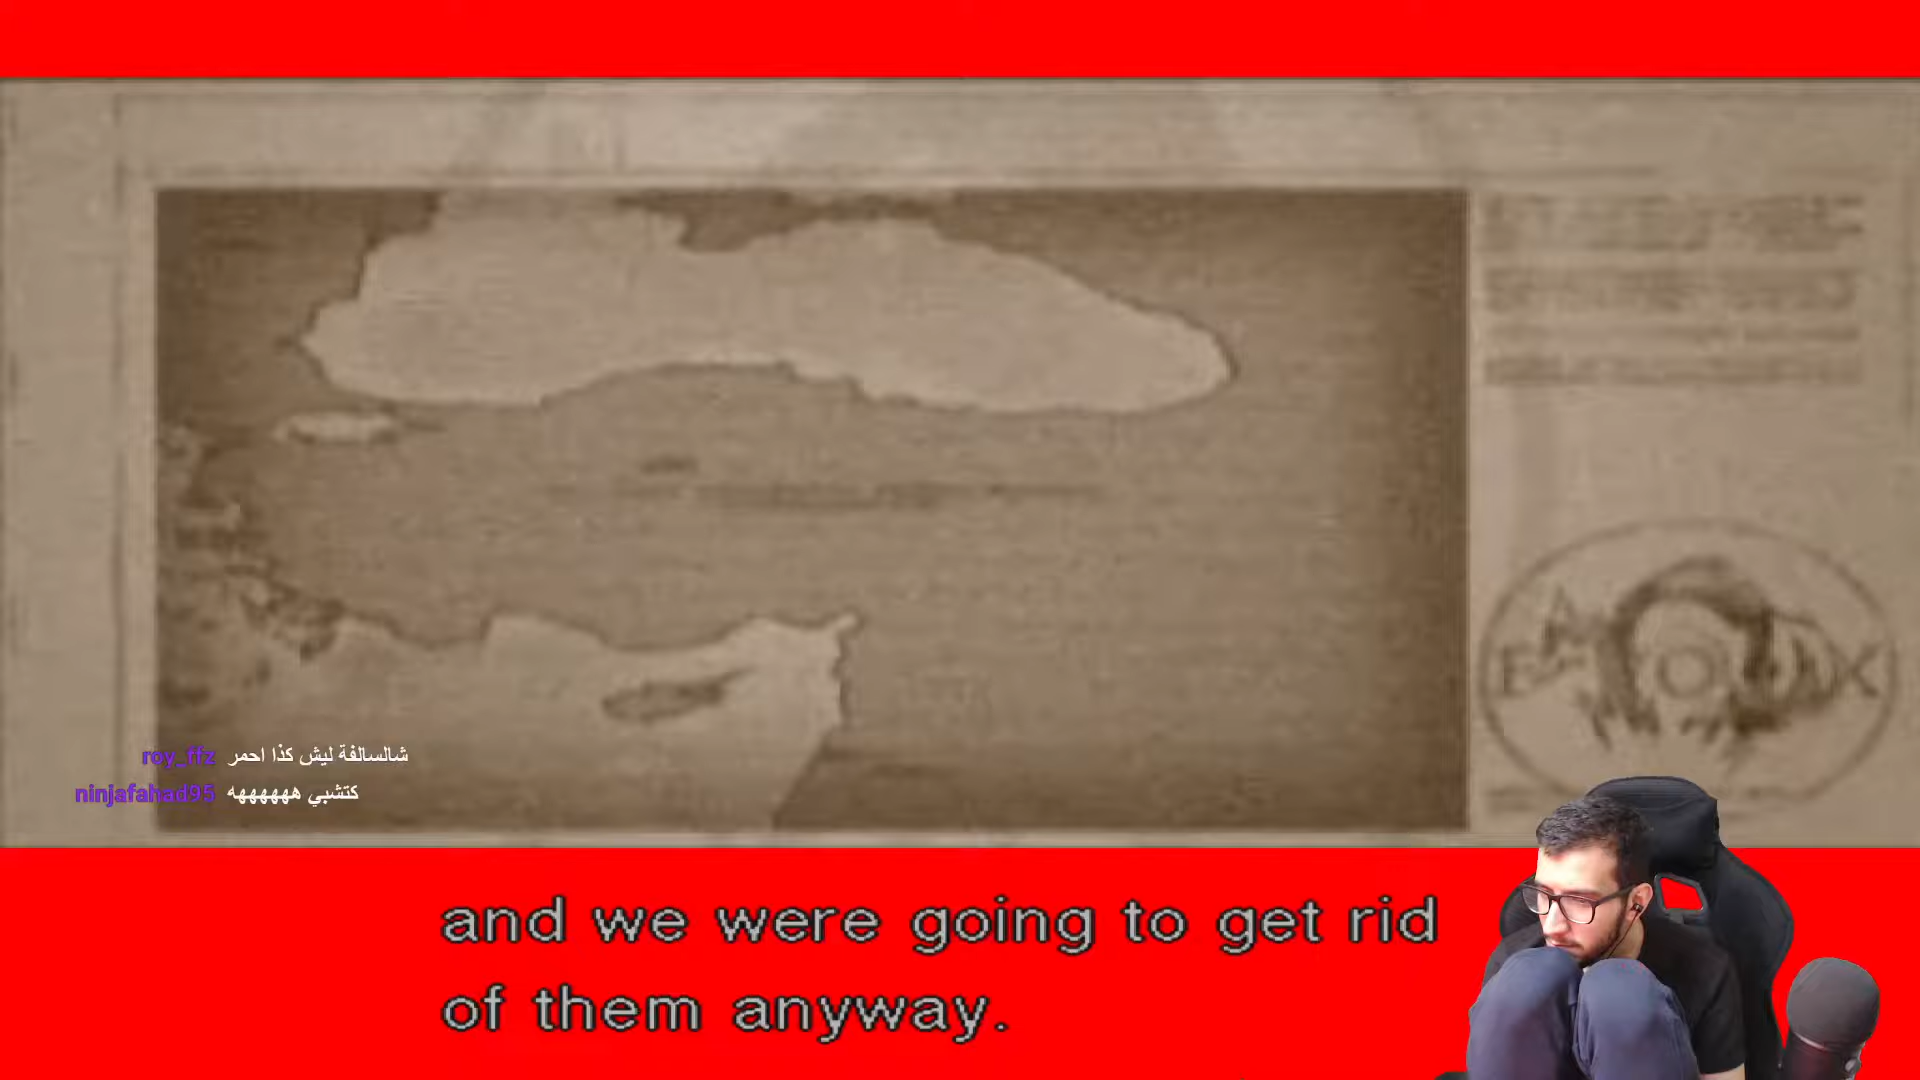 roy_ffz شالسالفة ليش كذا احمر
ninjafahad95 كتشبي هههههه
and we were going to get rid
of them anyway.